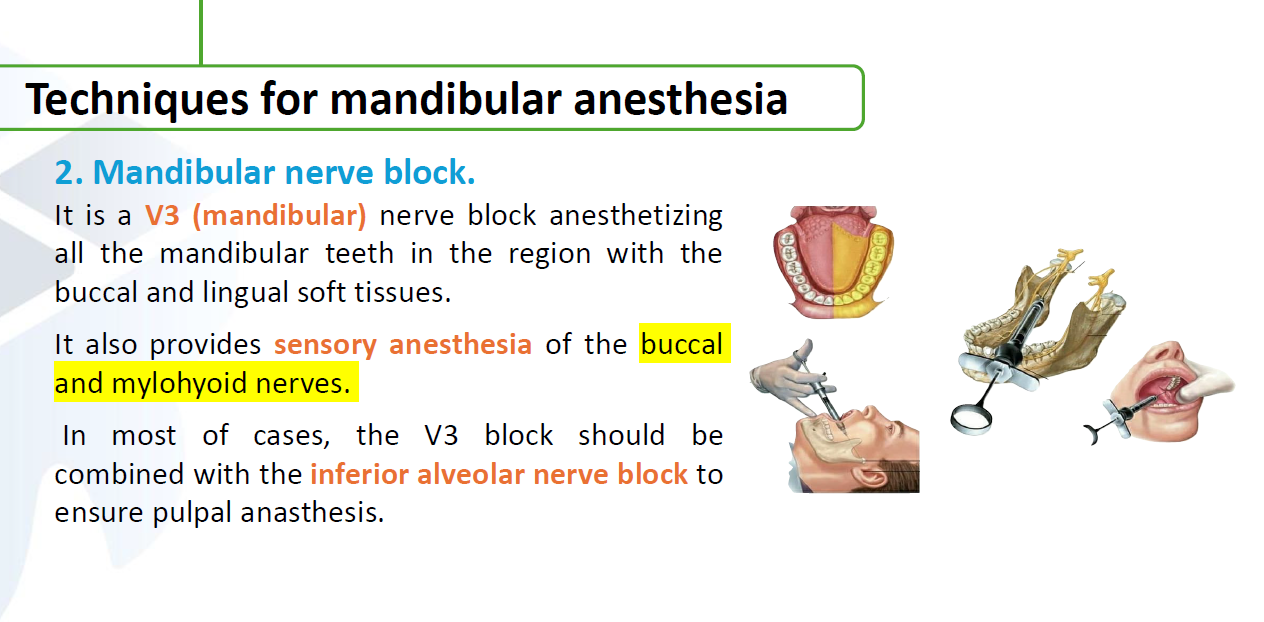 Techniques for mandibular anesthesia
2. Mandibular nerve block.
It is a V3 (mandibular) nerve block anesthetizing
all the mandibular teeth in the region with the
buccal and lingual soft tissues.
It also provides sensory anesthesia of the buccal
and mylohyoid nerves.
In most of cases, the V3 block should be
combined with the inferior alveolar nerve block to
ensure pulpal anasthesis.